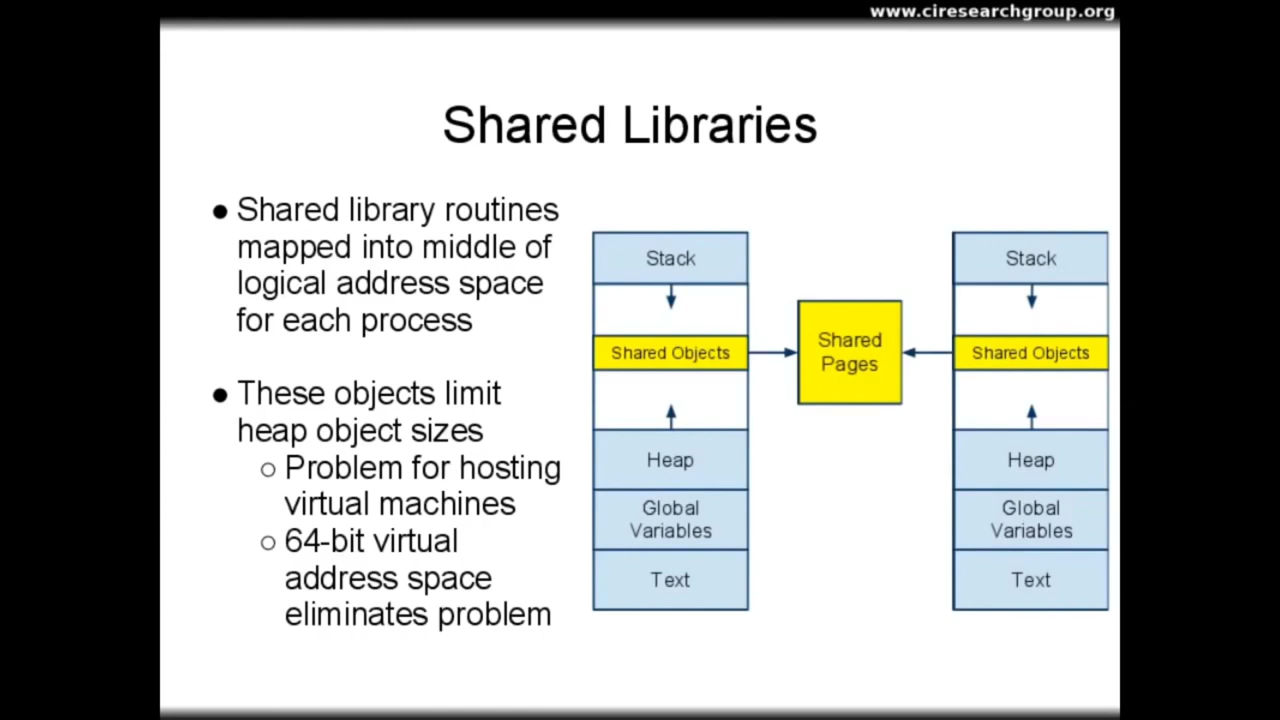 www.ciresearchgroup.org
Shared Libraries
● Shared library routines
mapped into middle of
logical address space
for each process
● These objects limit
heap object sizes
○ Problem for hosting
virtual machines
○ 64-bit virtual
address space
eliminates problem
Stack
Shared Objects
Heap
Global
Variables
Text
Shared
Pages
Stack
Shared Objects
Heap
Global
Variables
Text